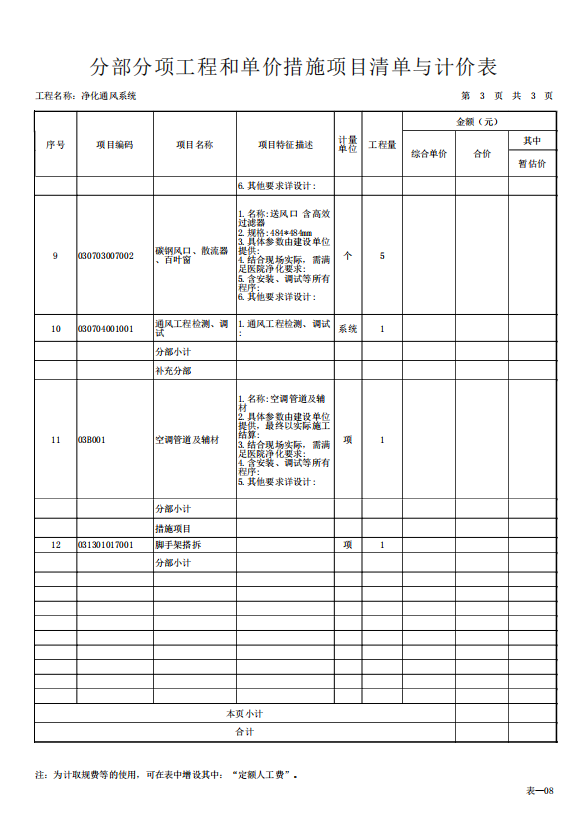 分部分项工程和单价措施项目清单与计价表
工程名称：净化通风系统 第 3 页 共 3 页
序号 项目编码 项目名称 项目特征描述 计量单位 工程量 金额（元）
综合单价 合价 其中
暂估价
6.其他要求详设计:
9 030703007002 碳钢风口、散流器、百叶窗 个 5
1.名称:送风口 含高效
过滤器
2.规格:484*484mm
3.具体参数由建设单位
提供:
4.结合现场实际，需满
足医院净化要求:
5.含安装、调试等所有
程序:
6.其他要求详设计:
10 030704001001 通风工程检测、调试 系统 1
1.通风工程检测、调试
:
分部小计
补充分部
11 03B001 空调管道及辅材 项 1
1.名称:空调管道及辅
材
2.具体参数由建设单位
提供，最终以实际施工
结算:
3.结合现场实际，需满
足医院净化要求:
4.含安装、调试等所有
程序:
5.其他要求详设计:
分部小计
措施项目
12 031301017001 脚手架搭拆 项 1
分部小计
本页小计
合计
注：为计取规费等的使用，可在表中增设其中：“定额人工费”。
表—08